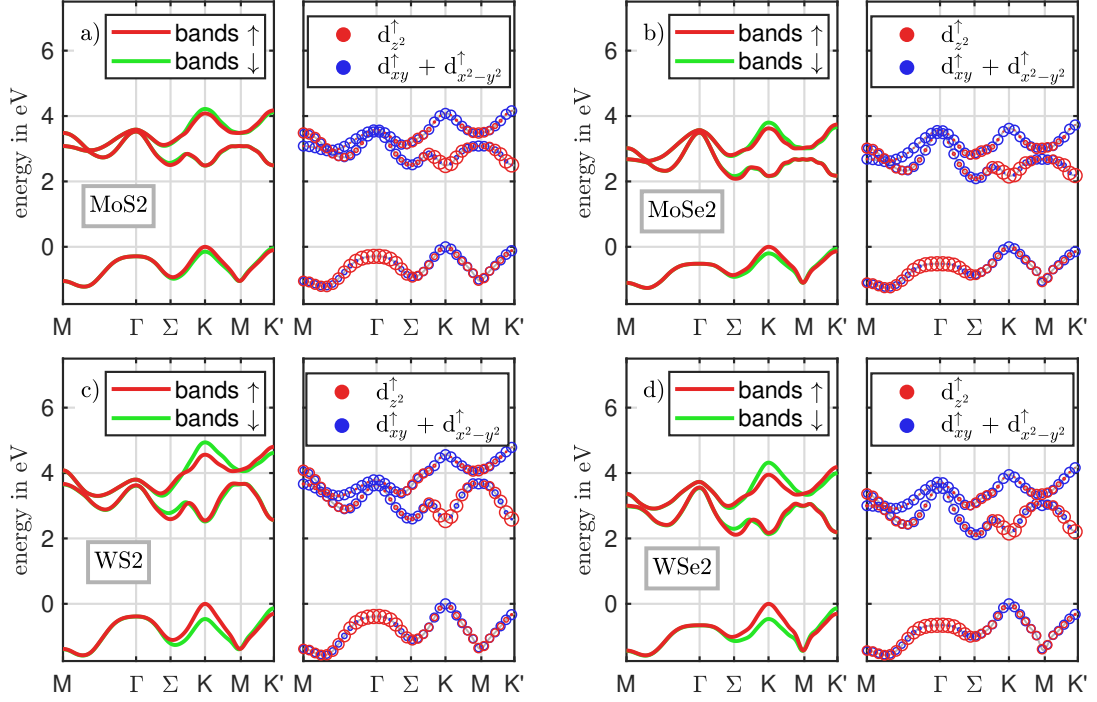 a)
bands ↑
bands ↓
d↑z²
d↑xy + d↑x²−y²
energy in eV
6
4
2
0
MoS2
M Γ Σ K M K'
M Γ Σ K M K'
b)
bands ↑
bands ↓
d↑z²
d↑xy + d↑x²−y²
energy in eV
6
4
2
0
MoSe2
M Γ Σ K M K'
M Γ Σ K M K'
c)
bands ↑
bands ↓
d↑z²
d↑xy + d↑x²−y²
energy in eV
6
4
2
0
WS2
M Γ Σ K M K'
M Γ Σ K M K'
d)
bands ↑
bands ↓
d↑z²
d↑xy + d↑x²−y²
energy in eV
6
4
2
0
WSe2
M Γ Σ K M K'
M Γ Σ K M K'